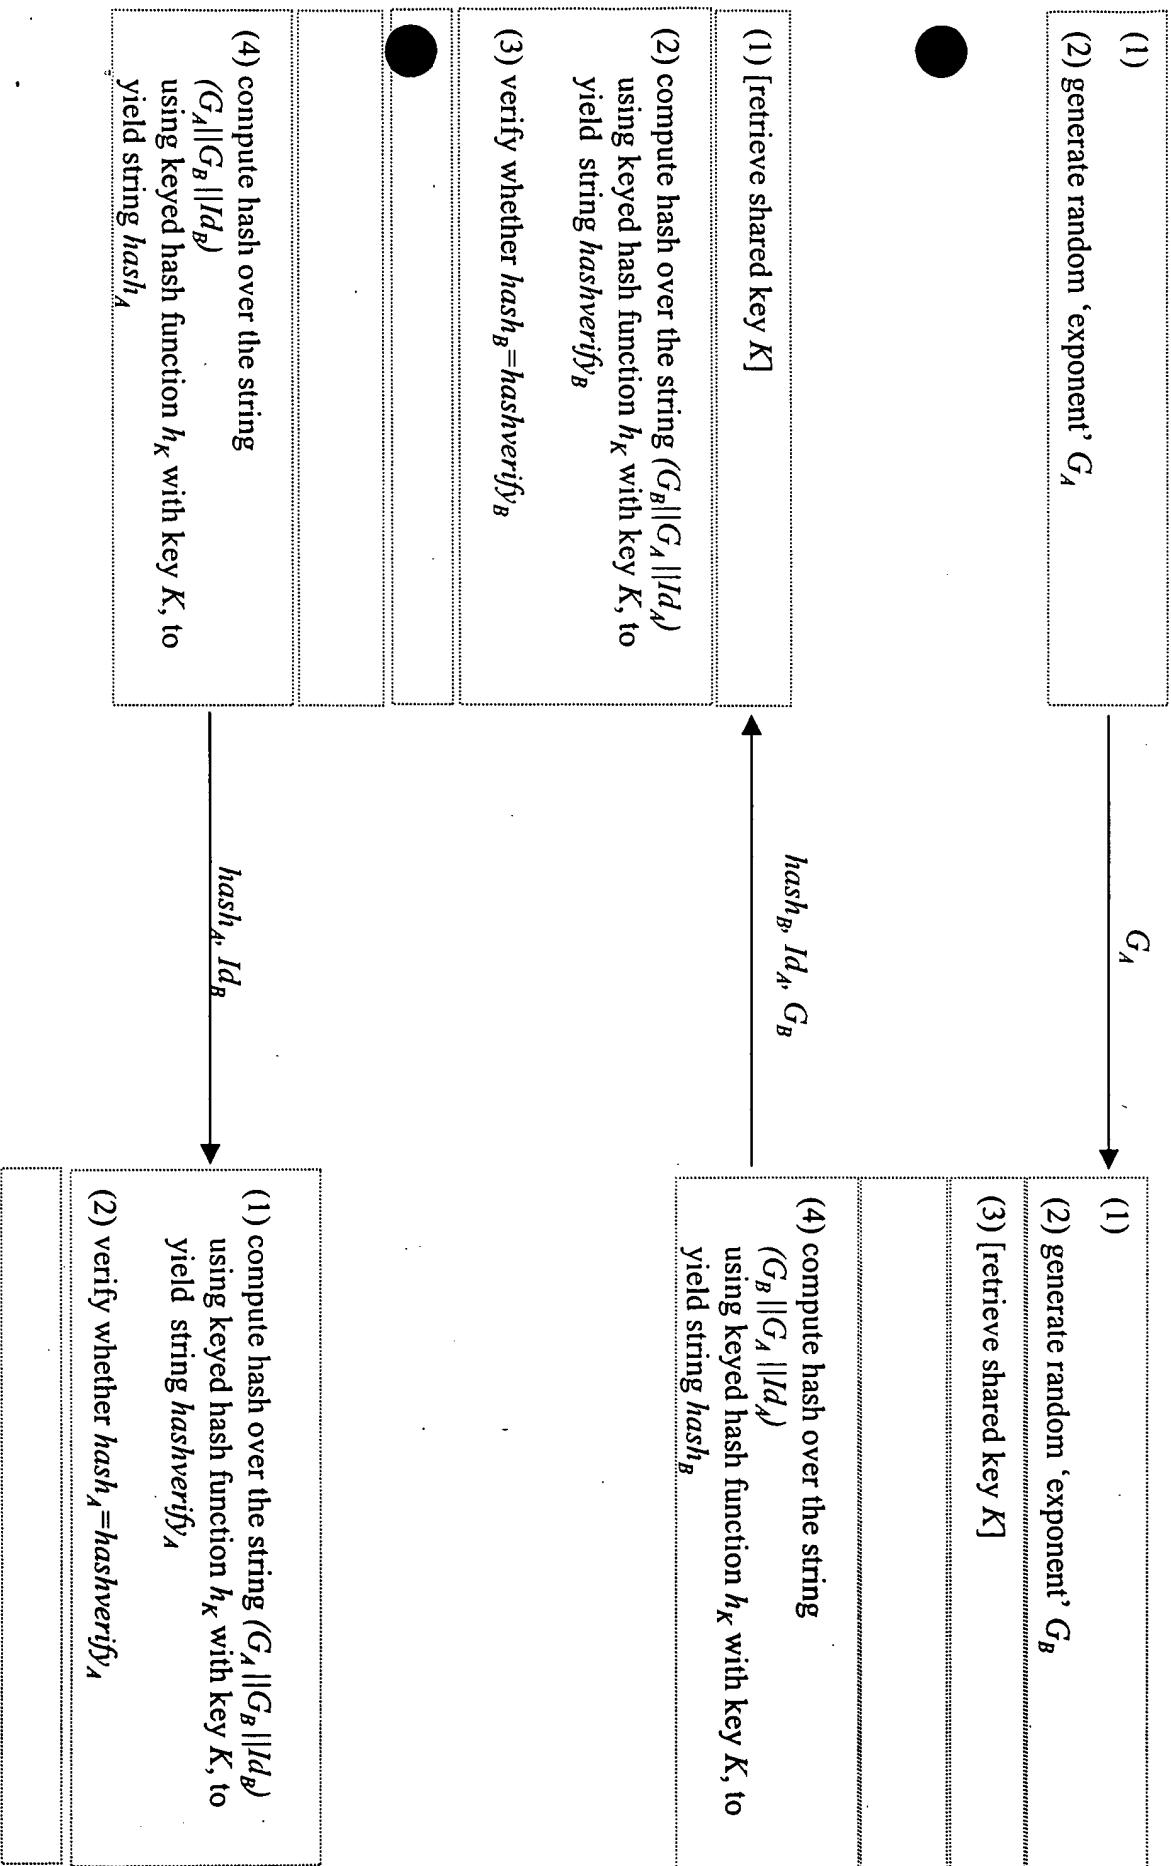 (1)
(2) generate random ‘exponent’ G_A
G_A
(1)
(2) generate random ‘exponent’ G_B
(3) [retrieve shared key K]
(4) compute hash over the string
(G_B||G_A||Id_A)
using keyed hash function h_K with key K, to
yield string hash_B
hash_B, Id_A, G_B
(1) [retrieve shared key K]
(2) compute hash over the string (G_B||G_A||Id_A)
using keyed hash function h_K with key K, to
yield string hashverify_B
(3) verify whether hash_B=hashverify_B
(4) compute hash over the string
(G_A||G_B||Id_B)
using keyed hash function h_K with key K, to
yield string hash_A
hash_A, Id_B
(1) compute hash over the string (G_A||G_B||Id_B)
using keyed hash function h_K with key K, to
yield string hashverify_A
(2) verify whether hash_A=hashverify_A